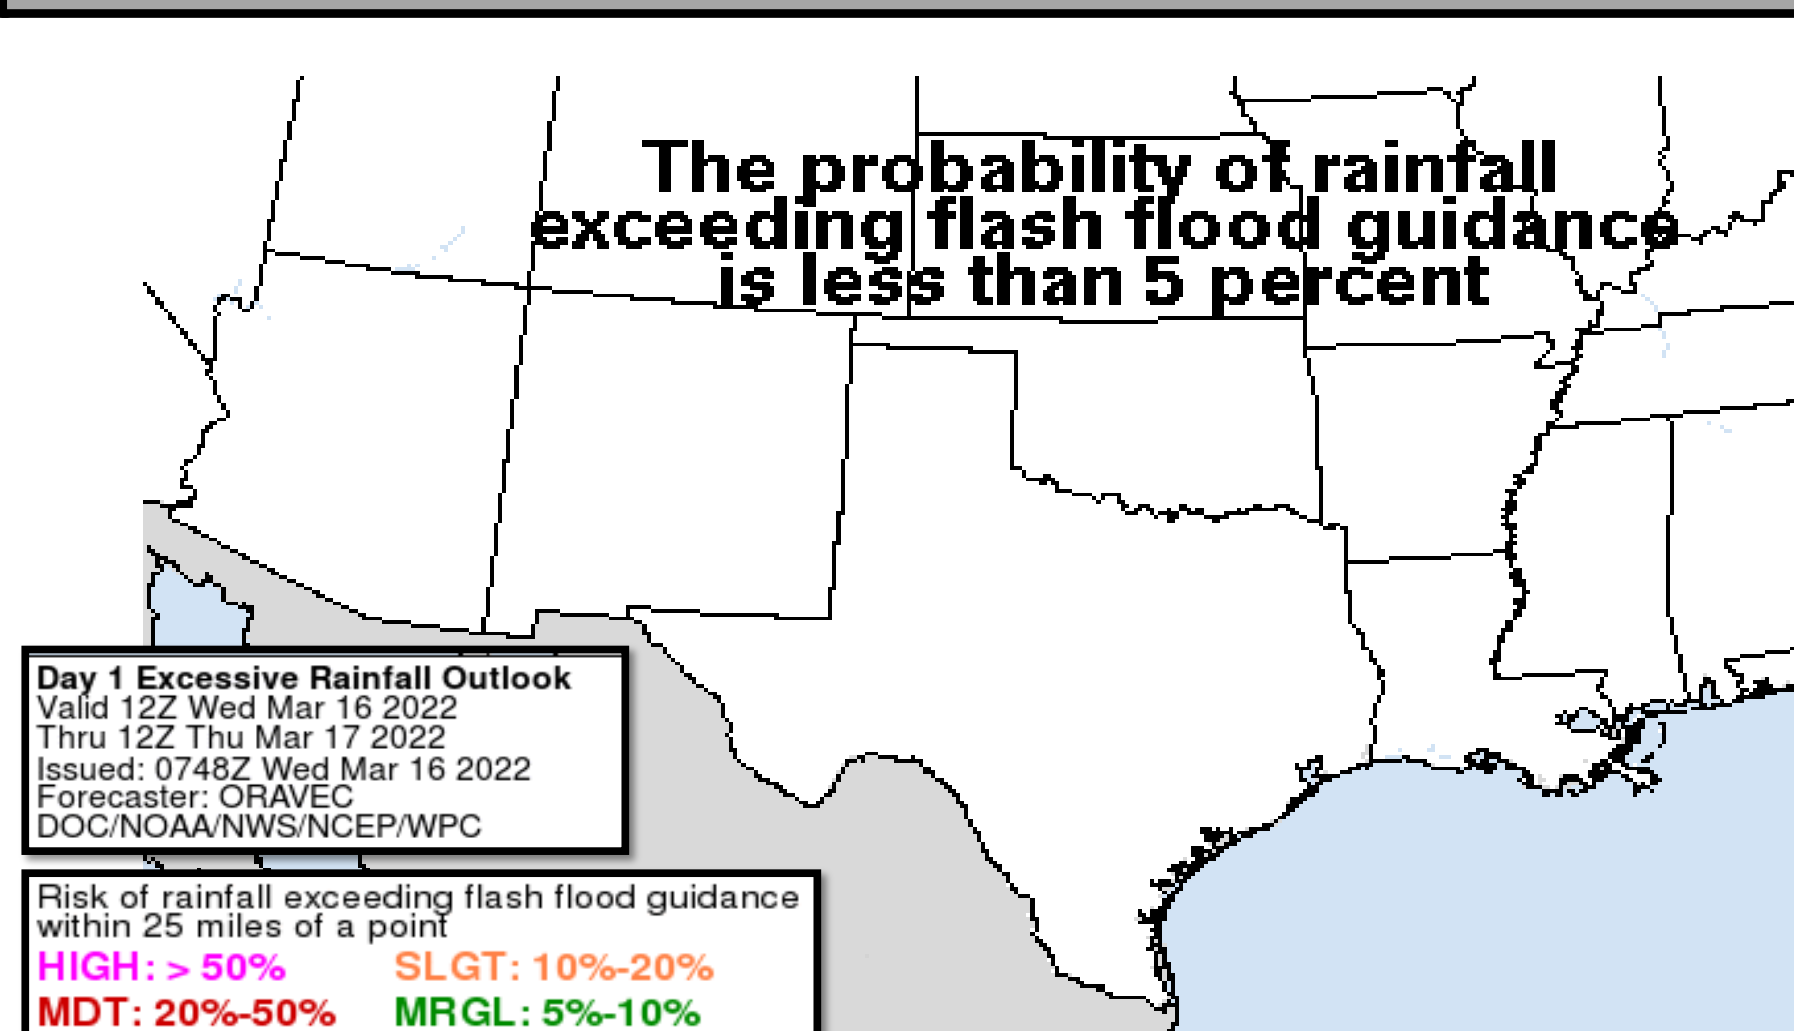 The probability of rainfall
exceeding flash flood guidance
is less than 5 percent
Day 1 Excessive Rainfall Outlook
Valid 12Z Wed Mar 16 2022
Thru 12Z Thu Mar 17 2022
Issued: 0748Z Wed Mar 16 2022
Forecaster: ORAVEC
DOC/NOAA/NWS/NCEP/WPC
Risk of rainfall exceeding flash flood guidance
within 25 miles of a point
HIGH: > 50% SLGT: 10%-20%
MDT: 20%-50% MRGL: 5%-10%